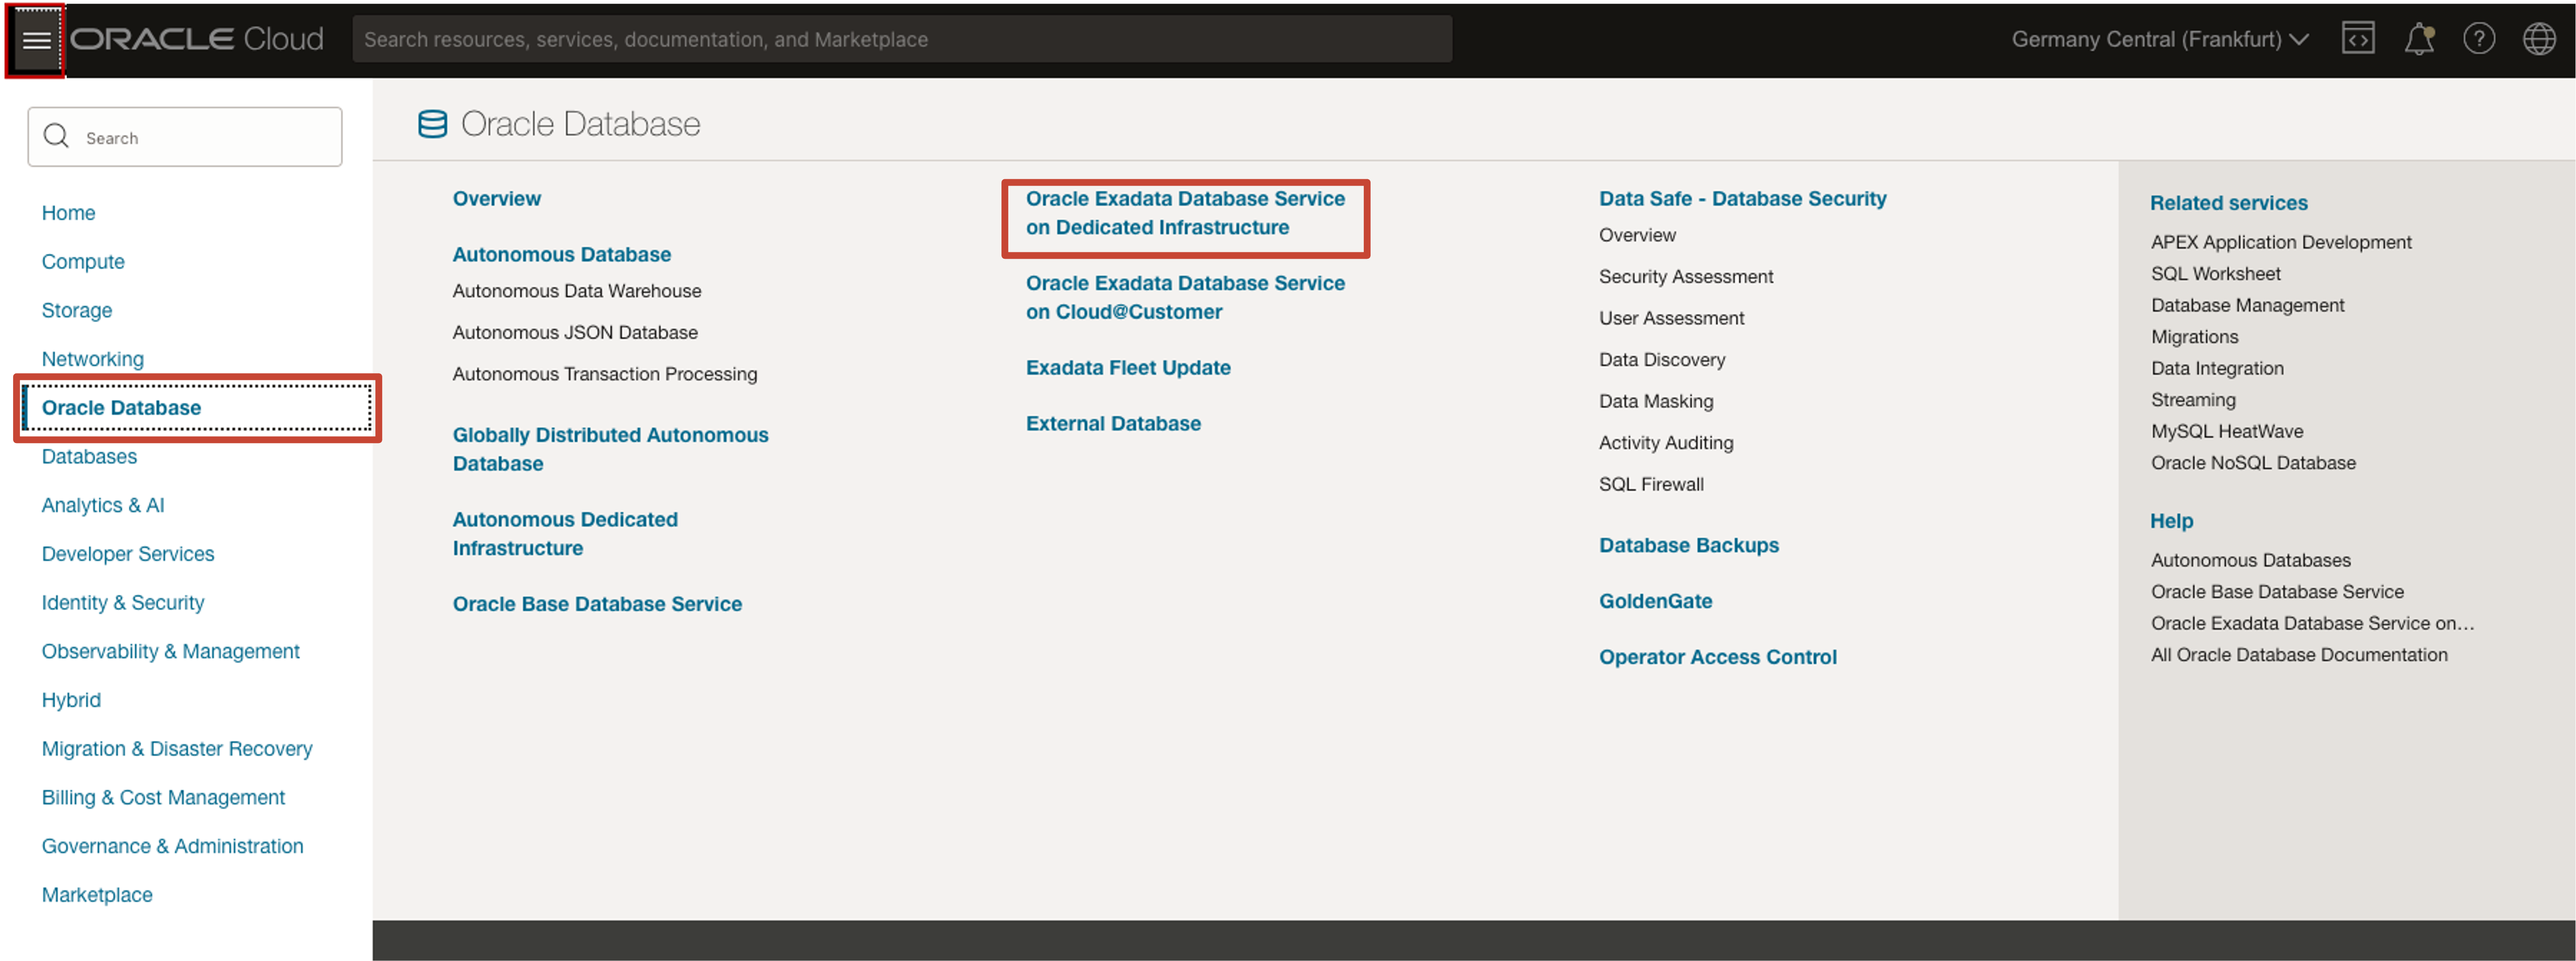 ORACLE Cloud
Search resources, services, documentation, and Marketplace
Germany Central (Frankfurt)
Search
Home
Compute
Storage
Networking
Oracle Database
Databases
Analytics & AI
Developer Services
Identity & Security
Observability & Management
Hybrid
Migration & Disaster Recovery
Billing & Cost Management
Governance & Administration
Marketplace
Oracle Database
Overview
Autonomous Database
Autonomous Data Warehouse
Autonomous JSON Database
Autonomous Transaction Processing
Globally Distributed Autonomous
Database
Autonomous Dedicated
Infrastructure
Oracle Base Database Service
Oracle Exadata Database Service
on Dedicated Infrastructure
Oracle Exadata Database Service
on Cloud@Customer
Exadata Fleet Update
External Database
Data Safe - Database Security
Overview
Security Assessment
User Assessment
Data Discovery
Data Masking
Activity Auditing
SQL Firewall
Database Backups
GoldenGate
Operator Access Control
Related services
APEX Application Development
SQL Worksheet
Database Management
Migrations
Data Integration
Streaming
MySQL HeatWave
Oracle NoSQL Database
Help
Autonomous Databases
Oracle Base Database Service
Oracle Exadata Database Service on...
All Oracle Database Documentation